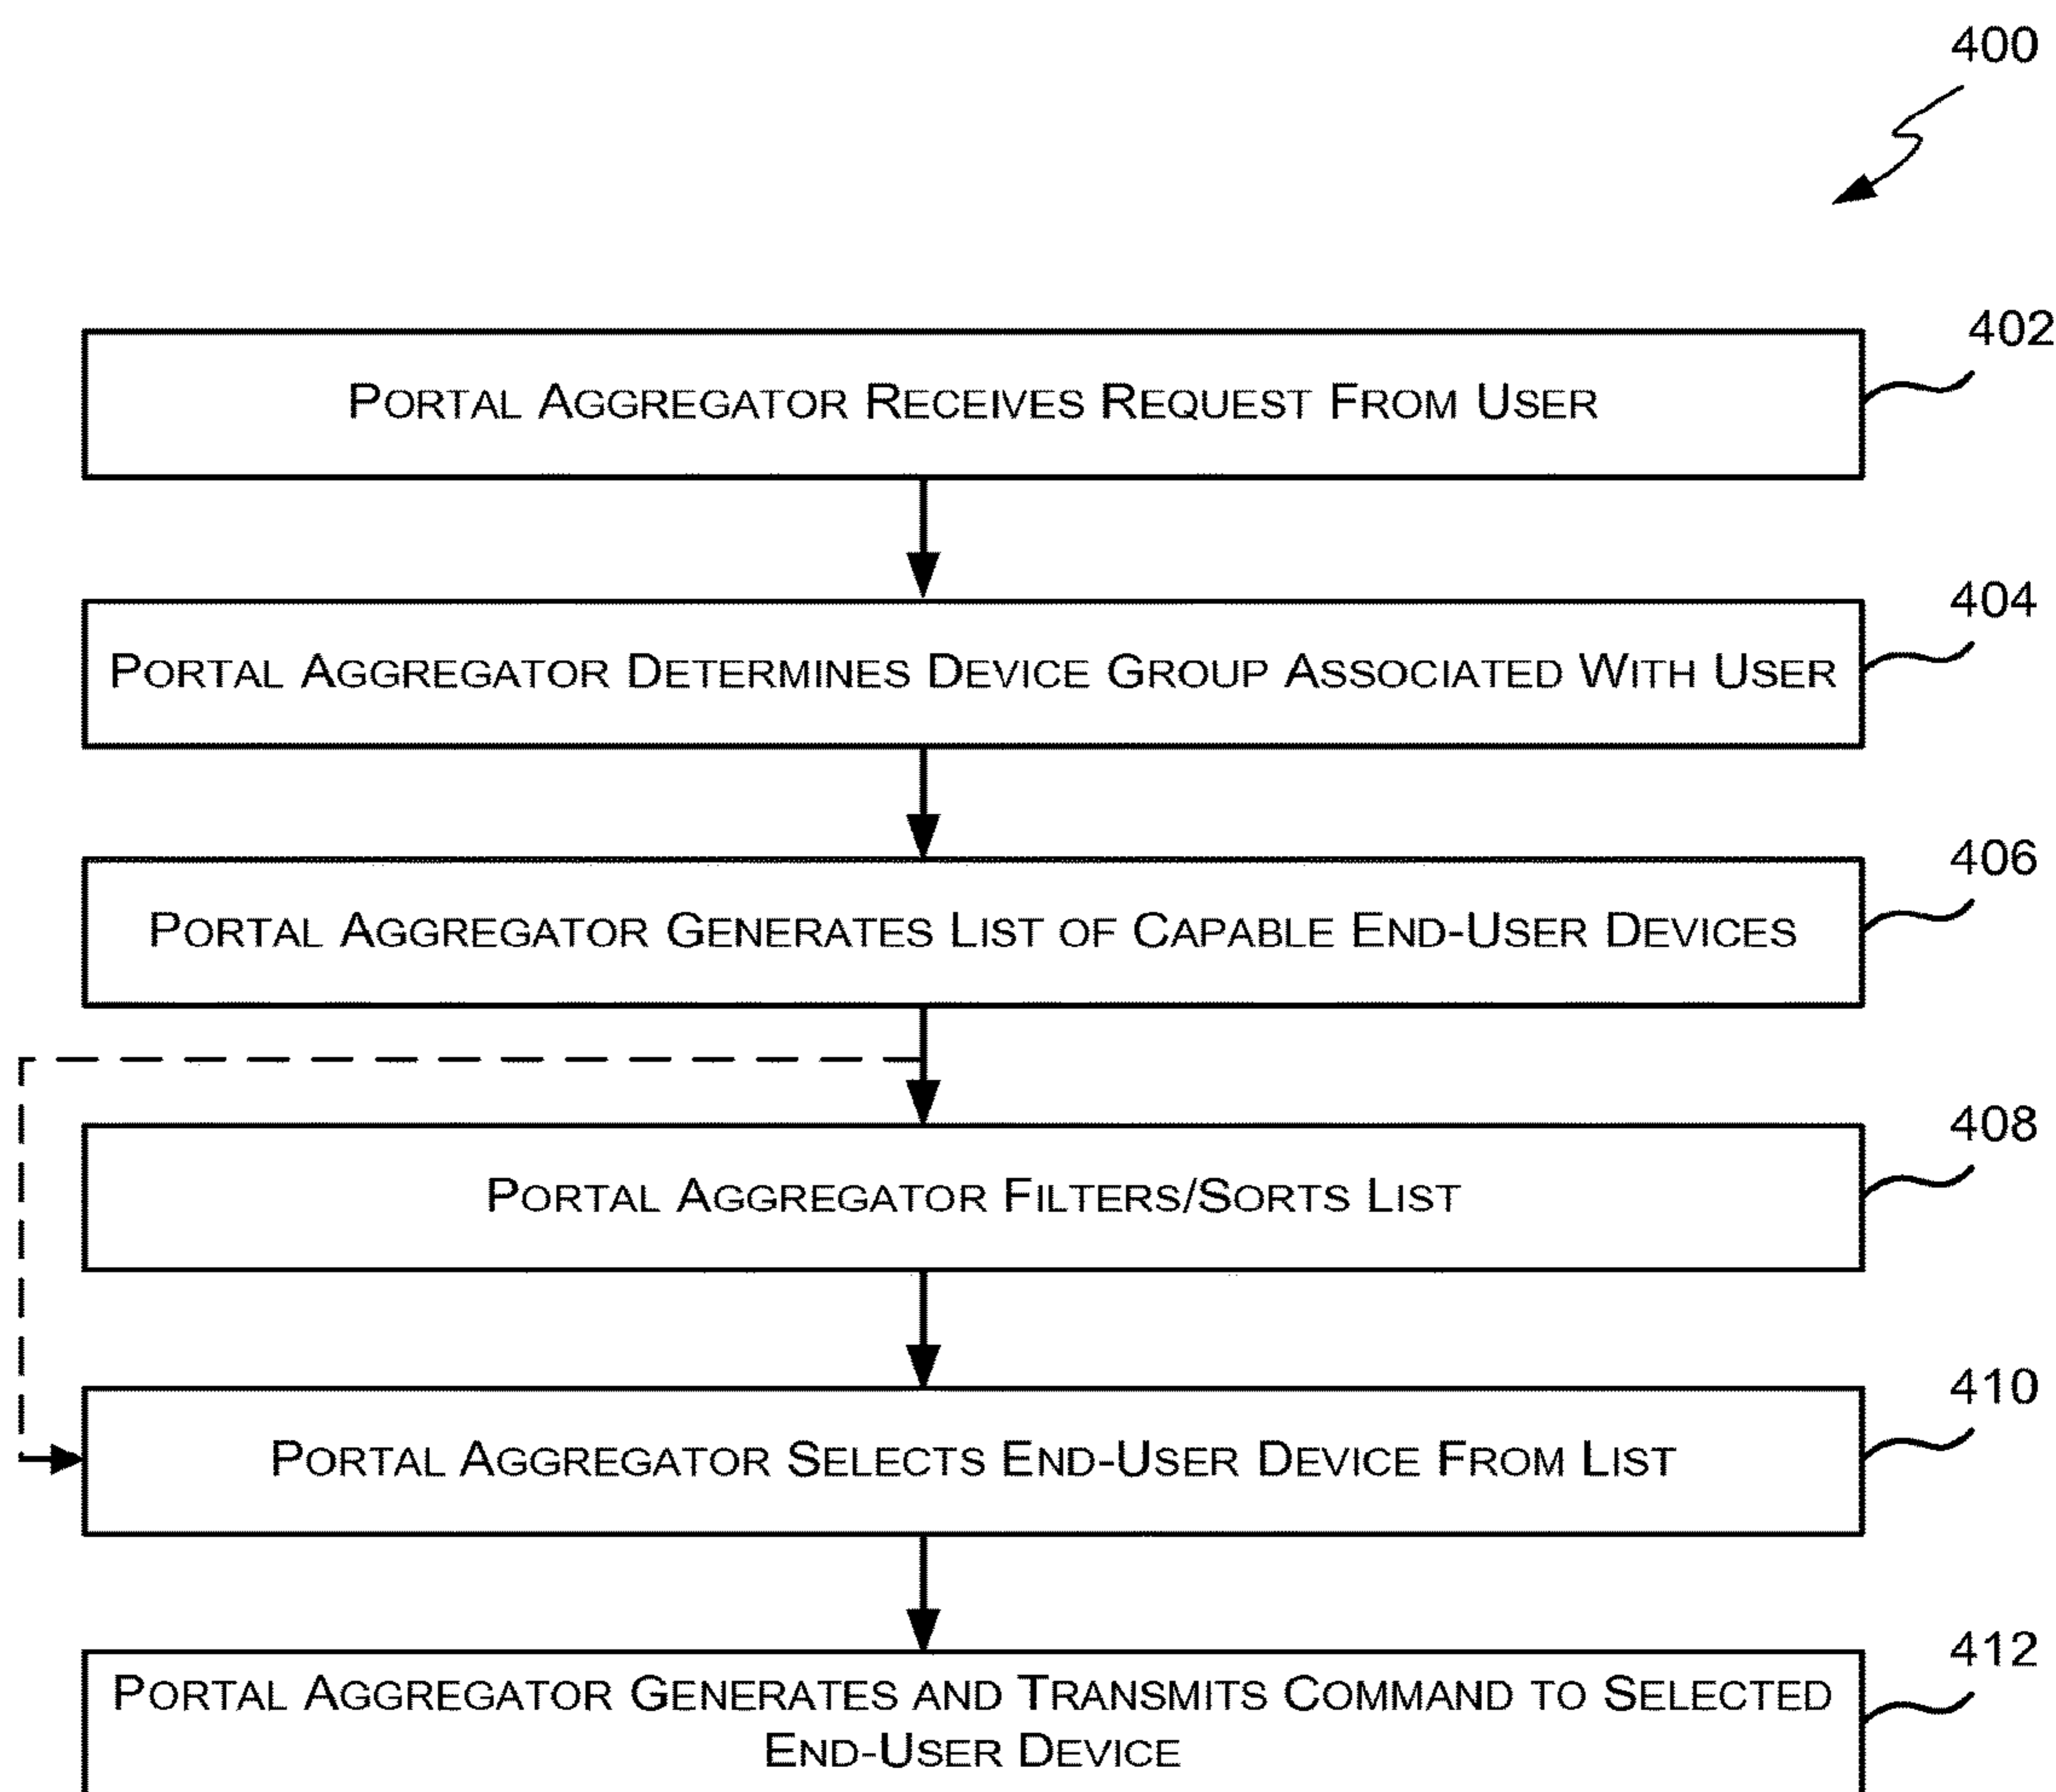 400
402
PORTAL AGGREGATOR RECEIVES REQUEST FROM USER
404
PORTAL AGGREGATOR DETERMINES DEVICE GROUP ASSOCIATED WITH USER
406
PORTAL AGGREGATOR GENERATES LIST OF CAPABLE END-USER DEVICES
408
PORTAL AGGREGATOR FILTERS/SORTS LIST
410
PORTAL AGGREGATOR SELECTS END-USER DEVICE FROM LIST
412
PORTAL AGGREGATOR GENERATES AND TRANSMITS COMMAND TO SELECTED
END-USER DEVICE